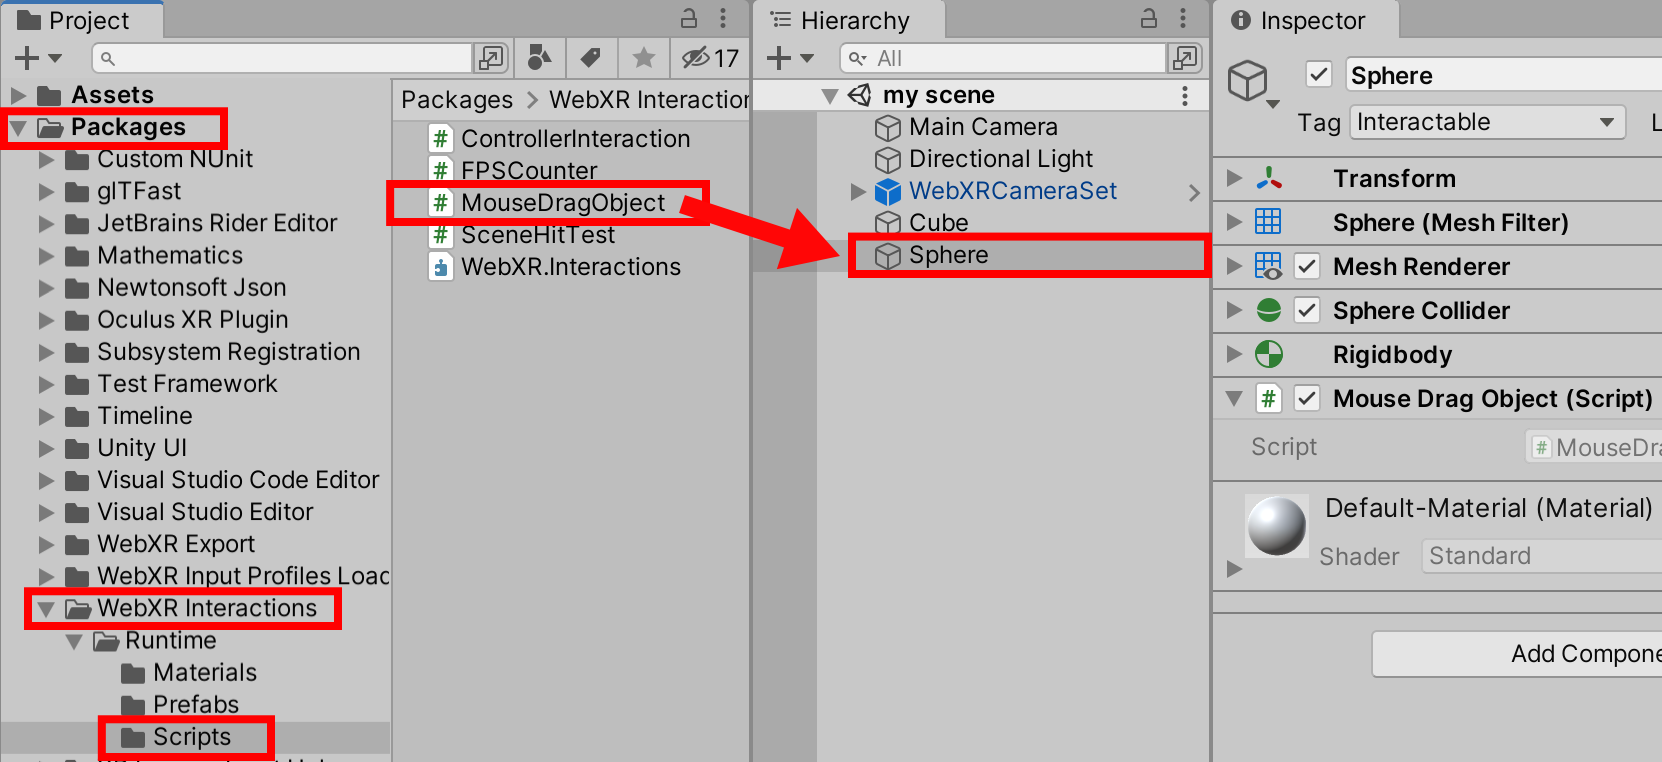 Project
17
Assets
Packages
Custom NUnit
glTFast
JetBrains Rider Editor
Mathematics
Newtonsoft Json
Oculus XR Plugin
Subsystem Registration
Test Framework
Timeline
Unity UI
Visual Studio Code Editor
Visual Studio Editor
WebXR Export
WebXR Input Profiles Loac
WebXR Interactions
Runtime
Materials
Prefabs
Scripts
Packages > WebXR Interaction
ControllerInteraction
FPSCounter
MouseDragObject
SceneHitTest
WebXR.Interactions
Hierarchy
All
my scene
Main Camera
Directional Light
WebXRCameraSet
Cube
Sphere
Inspector
Sphere
Tag Interactable L
Transform
Sphere (Mesh Filter)
Mesh Renderer
Sphere Collider
Rigidbody
Mouse Drag Object (Script)
Script # MouseDra
Default-Material (Material)
Shader Standard
Add Compone